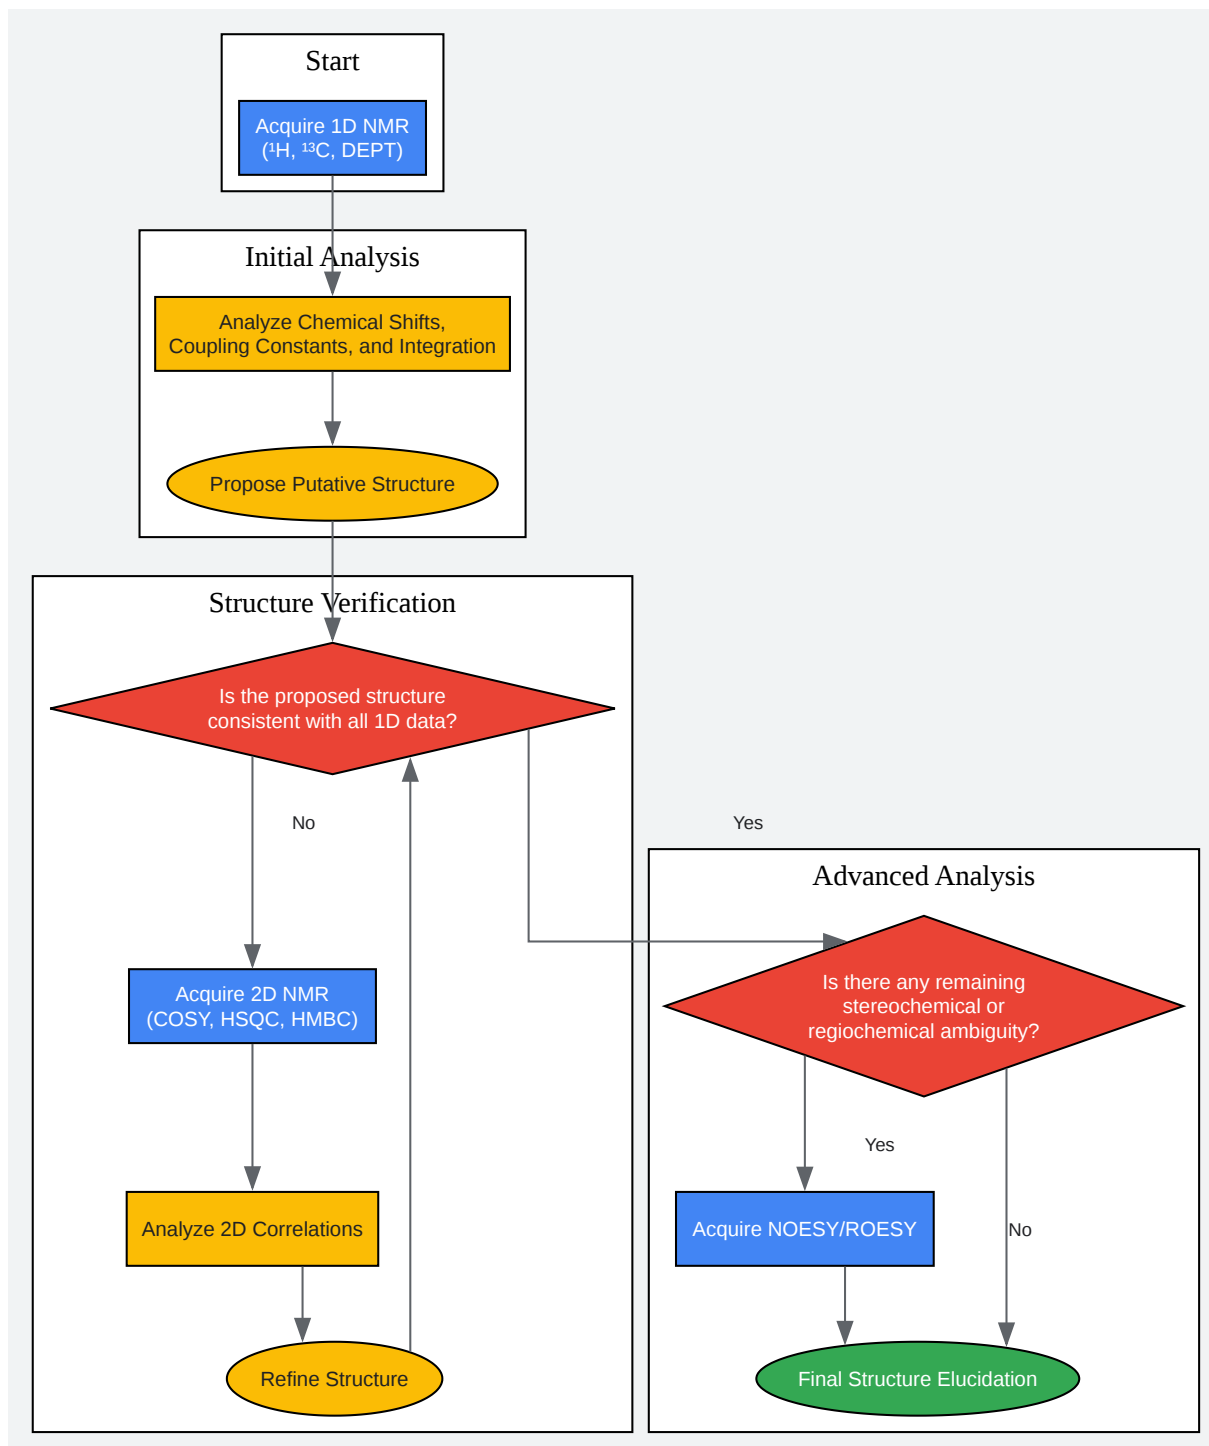 Start
Acquire 1D NMR
(¹H, ¹³C, DEPT)
Initial Analysis
Analyze Chemical Shifts,
Coupling Constants, and Integration
Propose Putative Structure
Structure Verification
Is the proposed structure
consistent with all 1D data?
No
Yes
Acquire 2D NMR
(COSY, HSQC, HMBC)
Analyze 2D Correlations
Refine Structure
Advanced Analysis
Is there any remaining
stereochemical or
regiochemical ambiguity?
Yes
Acquire NOESY/ROESY
No
Final Structure Elucidation